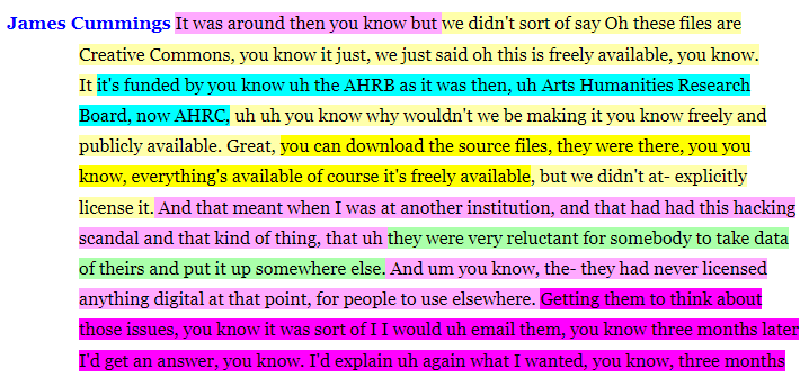 James Cummings It was around then you know but we didn't sort of say Oh these files are
Creative Commons, you know it just, we just said oh this is freely available, you know.
It it's funded by you know uh the AHRB as it was then, uh Arts Humanities Research
Board, now AHRC, uh uh you know why wouldn't we be making it you know freely and
publicly available. Great, you can download the source files, they were there, you you
know, everything's available of course it's freely available, but we didn't at- explicitly
license it. And that meant when I was at another institution, and that had had this hacking
scandal and that kind of thing, that uh they were very reluctant for somebody to take data
of theirs and put it up somewhere else. And um you know, the- they had never licensed
anything digital at that point, for people to use elsewhere. Getting them to think about
those issues, you know it was sort of I I would uh email them, you know three months later
I'd get an answer, you know. I'd explain uh again what I wanted, you know, three months